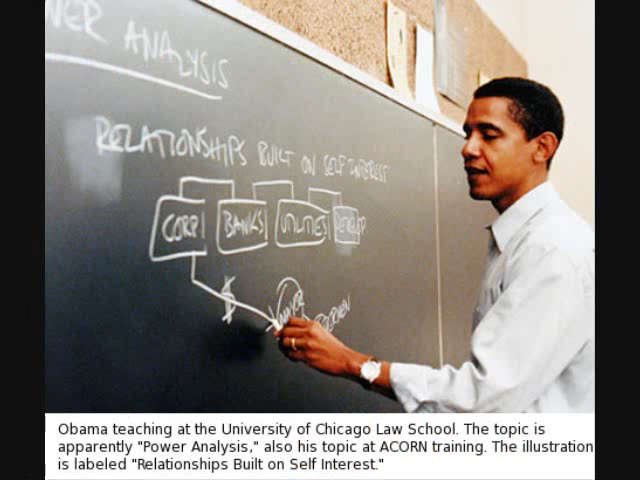 WER ANALYSIS
RELATIONSHIPS BUILT ON SELF INTEREST
CORP BANKS UTILITIES
$
Obama teaching at the University of Chicago Law School. The topic is
apparently "Power Analysis," also his topic at ACORN training. The illustration
is labeled "Relationships Built on Self Interest."